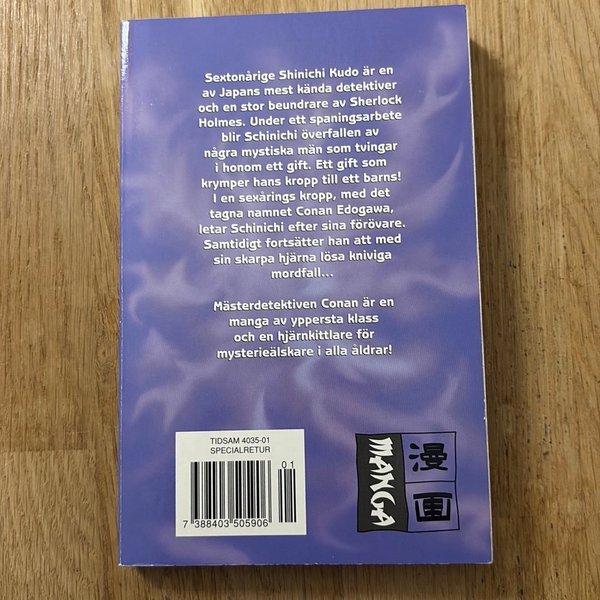 Sextonårige Shinichi Kudo är en
av Japans mest kända detektiver
och en stor beundrare av Sherlock
Holmes. Under ett spaningsarbete
blir Schinichi överfallen av
några mystiska män som tvingar
i honom ett gift. Ett gift som
krymper hans kropp till ett barns!
I en sexårings kropp, med det
tagna namnet Conan Edogawa,
letar Schinichi efter sina förövare.
Samtidigt fortsätter han att med
sin skarpa hjärna lösa kniviga
mordfall...
Mästerdetektiven Conan är en
manga av yppersta klass
och en hjärnkittlare för
mysterieälskare i alla åldrar!
TIDSAM 4035-01
SPECIALRETUR
01
7 388403 505906
MANGA
漫
画